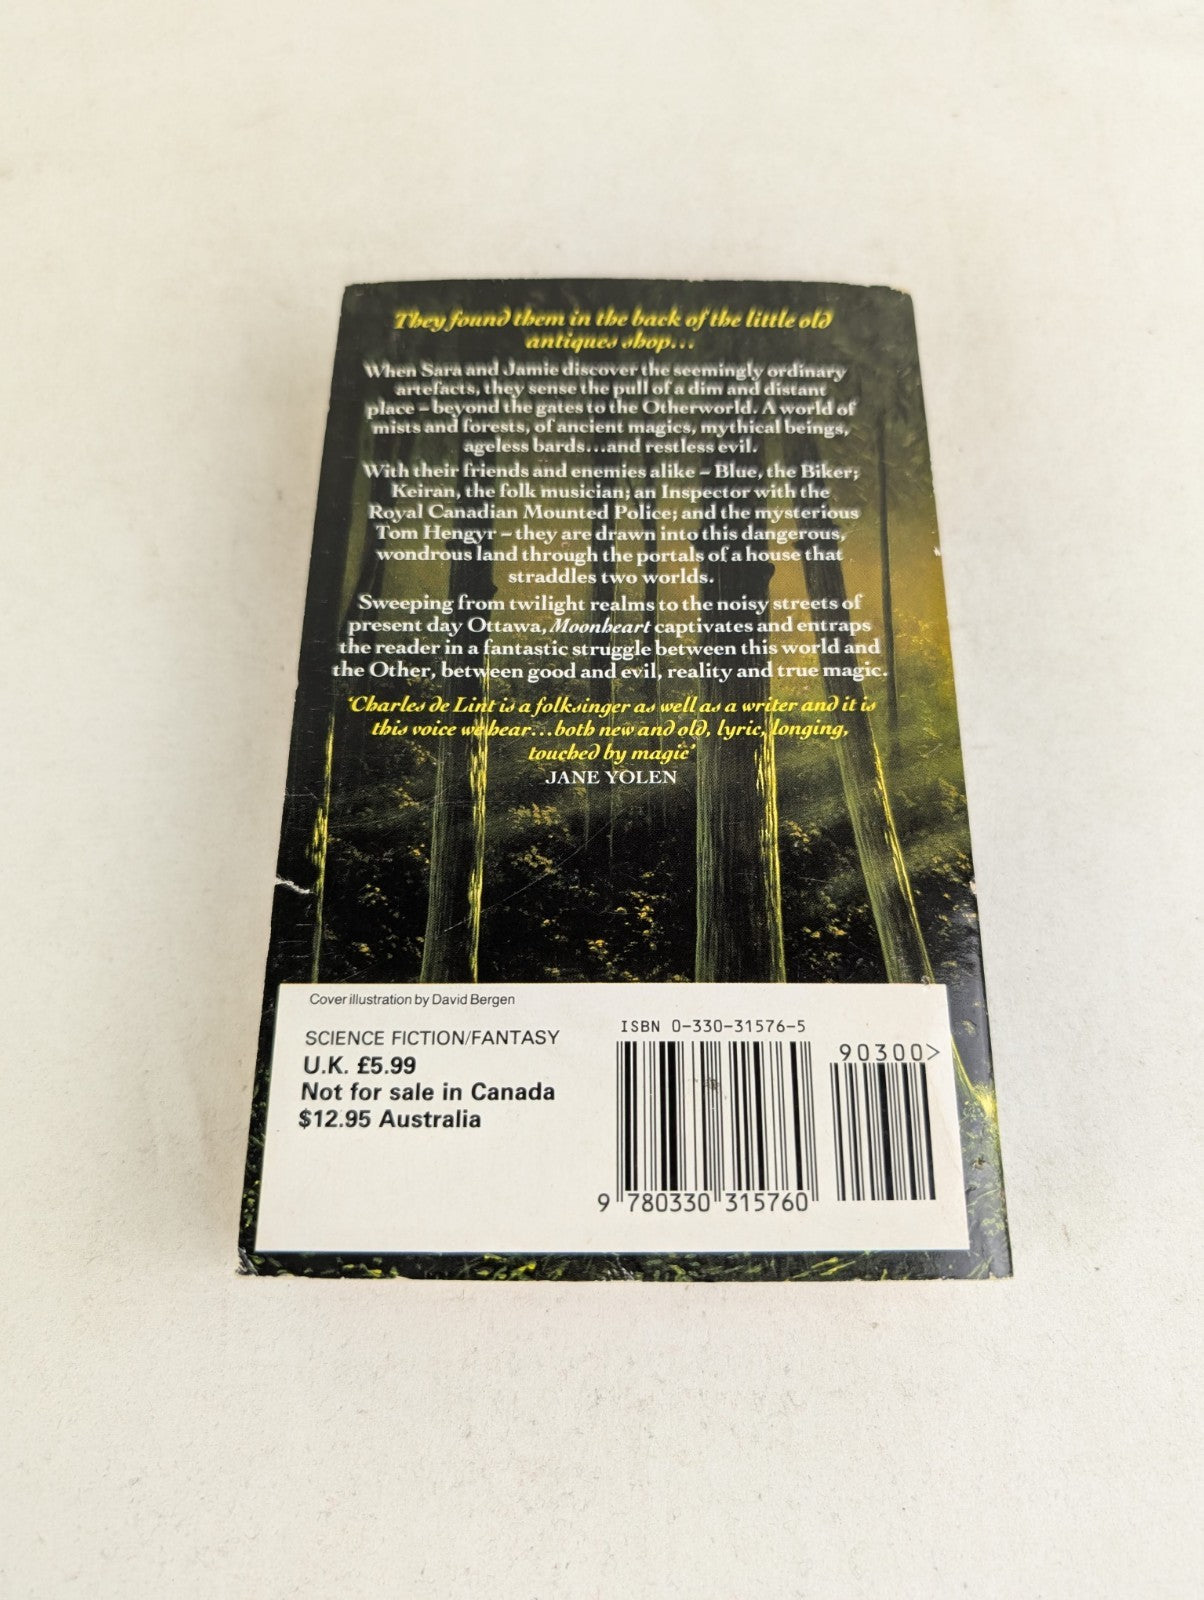 They found them in the back of the little old
antiques shop...
When Sara and Jamie discover the seemingly ordinary
artefacts, they sense the pull of a dim and distant
place – beyond the gates to the Otherworld. A world of
mists and forests, of ancient magics, mythical beings,
ageless bards...and restless evil.
With their friends and enemies alike – Blue, the Biker;
Keiran, the folk musician; an Inspector with the
Royal Canadian Mounted Police; and the mysterious
Tom Hengyr – they are drawn into this dangerous,
wondrous land through the portals of a house that
straddles two worlds.
Sweeping from twilight realms to the noisy streets of
present day Ottawa, Moonheart captivates and entraps
the reader in a fantastic struggle between this world and
the Other, between good and evil, reality and true magic.
‘Charles de Lint is a folksinger as well as a writer and it is
this voice we hear...both new and old, lyric, longing,
touched by magic’
JANE YOLEN
Cover illustration by David Bergen
SCIENCE FICTION/FANTASY
U.K. £5.99
Not for sale in Canada
$12.95 Australia
ISBN 0-330-31576-5
90300>
9 780330 315760